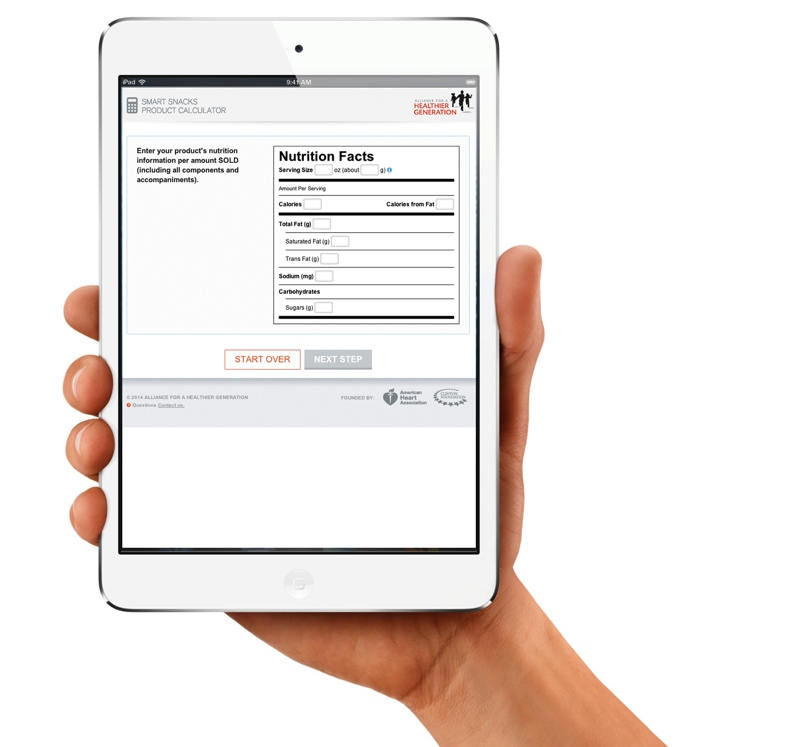 iPad 9:41 AM
SMART SNACKS
PRODUCT CALCULATOR
ALLIANCE FOR A
HEALTHIER
GENERATION
Enter your product's nutrition
information per amount SOLD
(including all components and
accompaniments).
Nutrition Facts
Serving Size oz (about g)
Amount Per Serving
Calories Calories from Fat
Total Fat (g)
Saturated Fat (g)
Trans Fat (g)
Sodium (mg)
Carbohydrates
Sugars (g)
START OVER NEXT STEP
© 2014 ALLIANCE FOR A HEALTHIER GENERATION
Questions Contact us.
FOUNDED BY:
American
Heart
Association
CLINTON
FOUNDATION